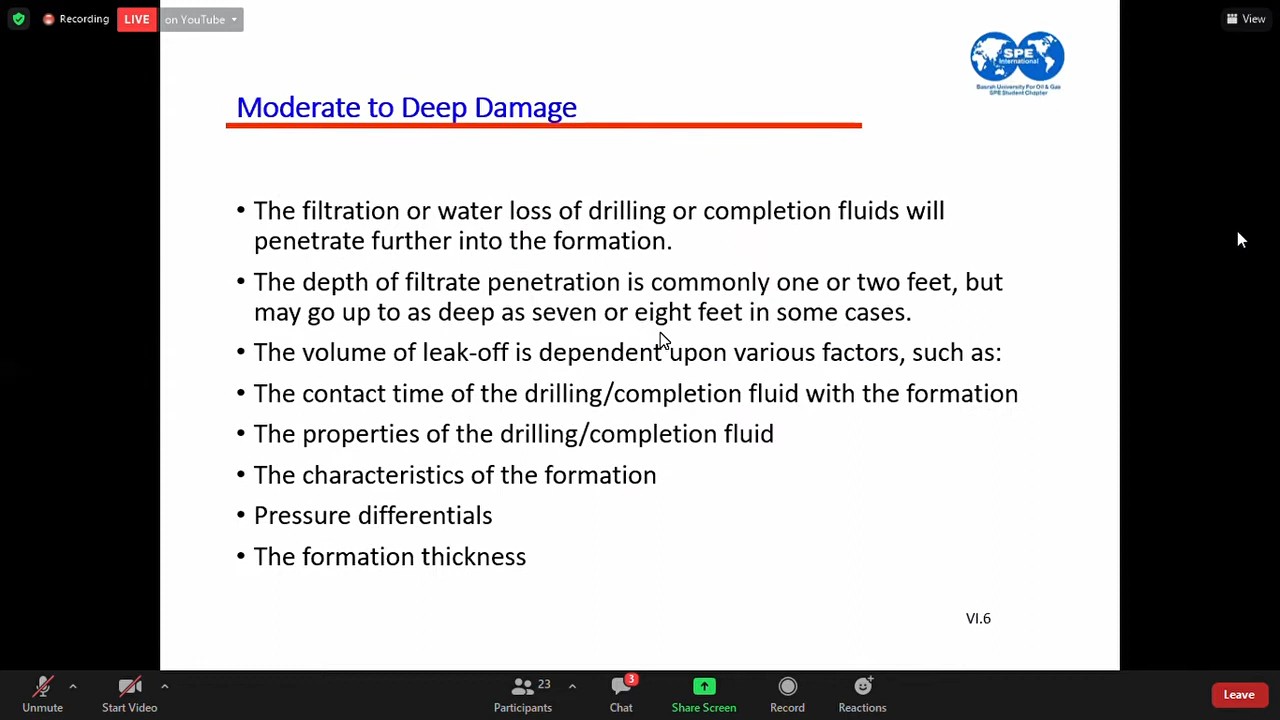 Recording
LIVE
on YouTube
View
SPE
International
Basrah University For Oil & Gas
SPE Student Chapter
Moderate to Deep Damage
• The filtration or water loss of drilling or completion fluids will
penetrate further into the formation.
• The depth of filtrate penetration is commonly one or two feet, but
may go up to as deep as seven or eight feet in some cases.
• The volume of leak-off is dependent upon various factors, such as:
• The contact time of the drilling/completion fluid with the formation
• The properties of the drilling/completion fluid
• The characteristics of the formation
• Pressure differentials
• The formation thickness
VI.6
Unmute
Start Video
23
Participants
3
Chat
Share Screen
Record
Reactions
Leave